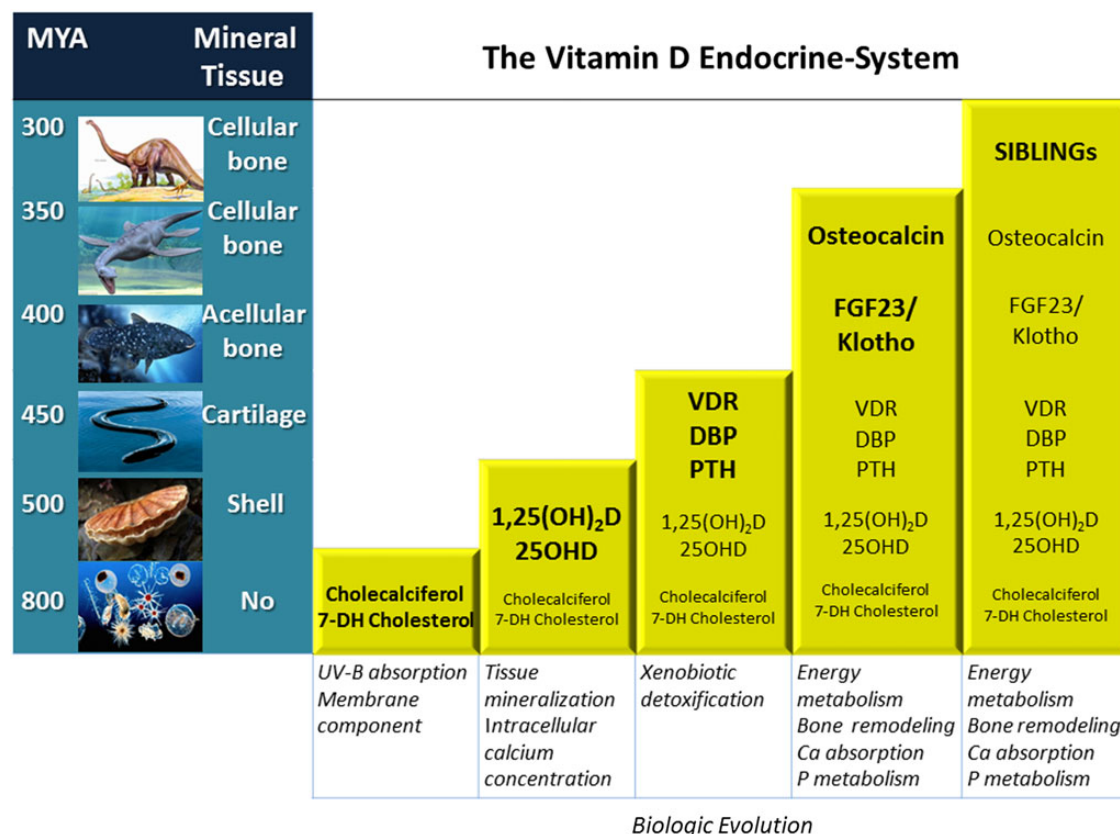 MYA
Mineral
Tissue
The Vitamin D Endocrine-System
300
Cellular
bone
350
Cellular
bone
400
Acellular
bone
450
Cartilage
500
Shell
800
No
Cholecalciferol
7-DH Cholesterol
1,25(OH)₂D
25OHD
Cholecalciferol
7-DH Cholesterol
VDR
DBP
PTH
1,25(OH)₂D
25OHD
Cholecalciferol
7-DH Cholesterol
Osteocalcin
FGF23/
Klotho
VDR
DBP
PTH
1,25(OH)₂D
25OHD
Cholecalciferol
7-DH Cholesterol
SIBLINGs
Osteocalcin
FGF23/
Klotho
VDR
DBP
PTH
1,25(OH)₂D
25OHD
Cholecalciferol
7-DH Cholesterol
UV-B absorption
Membrane
component
Tissue
mineralization
Intracellular
calcium
concentration
Xenobiotic
detoxification
Energy
metabolism
Bone remodeling
Ca absorption
P metabolism
Energy
metabolism
Bone remodeling
Ca absorption
P metabolism
Biologic Evolution